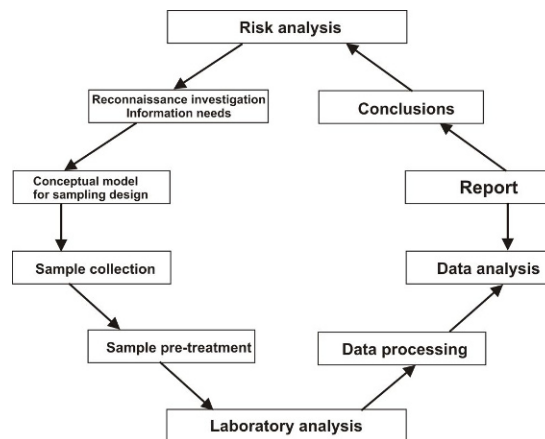 Risk analysis
Reconnaissance investigation
Information needs
Conclusions
Conceptual model
for sampling design
Report
Sample collection
Data analysis
Sample pre-treatment
Data processing
Laboratory analysis